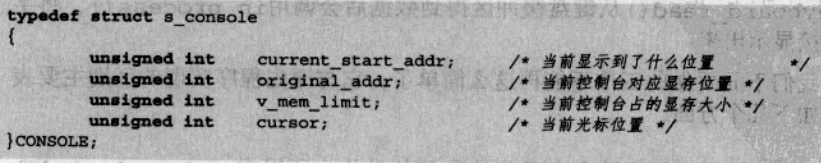 typedef struct s_console
{
unsigned int current_start_addr; /* 当前显示到了什么位置 */
unsigned int original_addr; /* 当前控制台对应显存位置 */
unsigned int v_mem_limit; /* 当前控制台占的显存大小 */
unsigned int cursor; /* 当前光标位置 */
}CONSOLE;